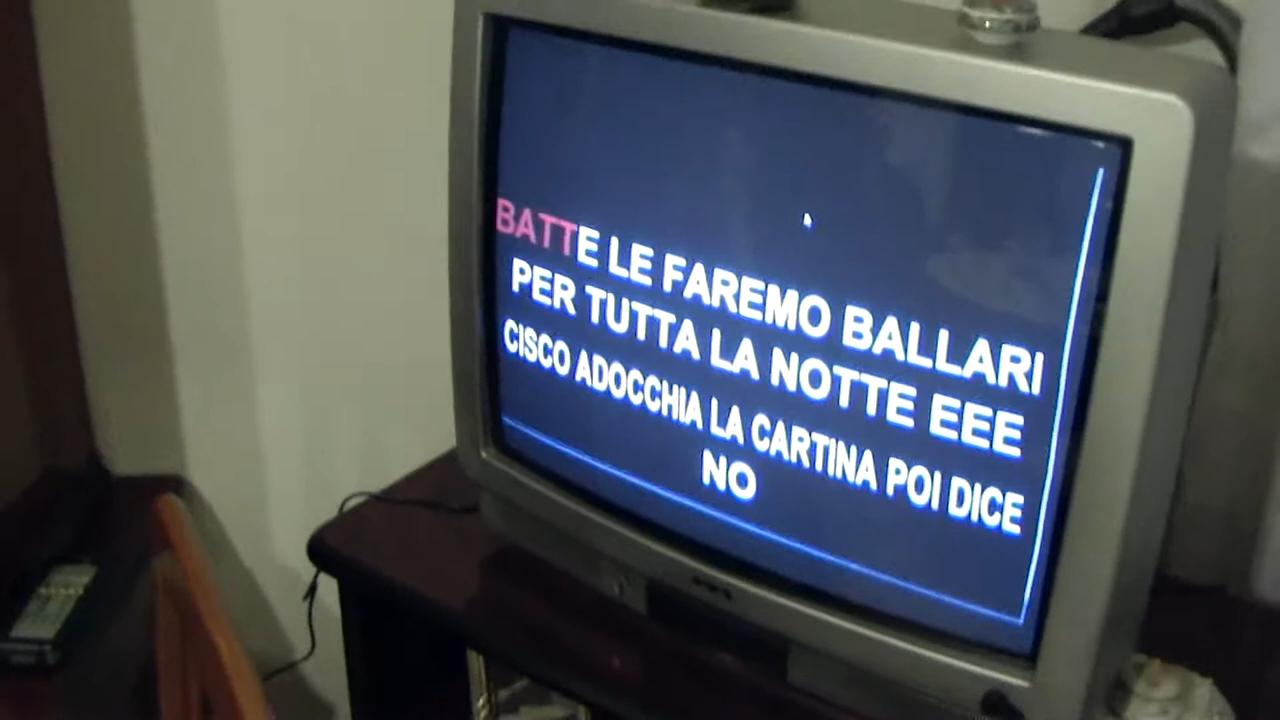 BATTE LE FAREMO BALLARI
PER TUTTA LA NOTTE EEE
CISCO ADOCCHIA LA CARTINA POI DICE
NO